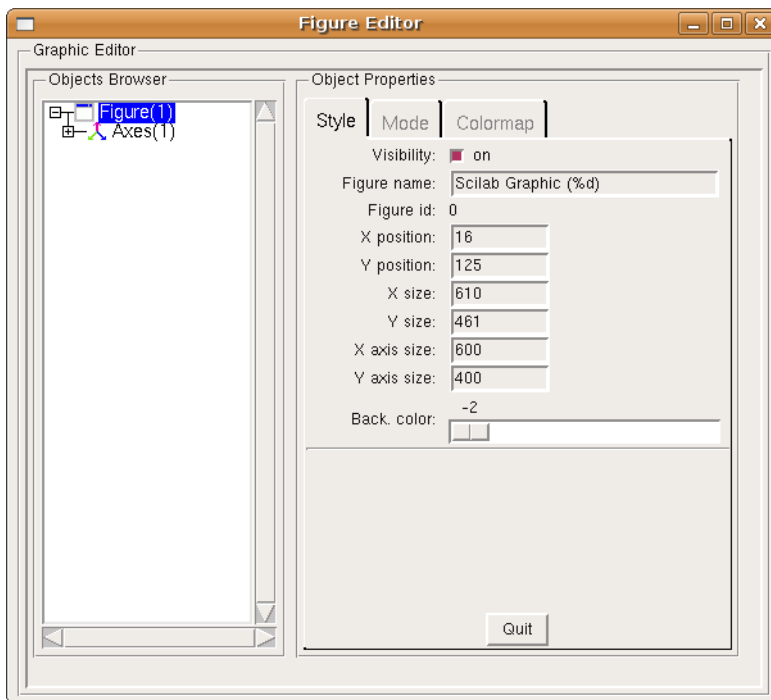 Figure Editor
Graphic Editor
Objects Browser
Figure(1)
Axes(1)
Object Properties
Style Mode Colormap
Visibility: on
Figure name: Scilab Graphic (%d)
Figure id: 0
X position: 16
Y position: 125
X size: 610
Y size: 461
X axis size: 600
Y axis size: 400
Back. color: -2
Quit